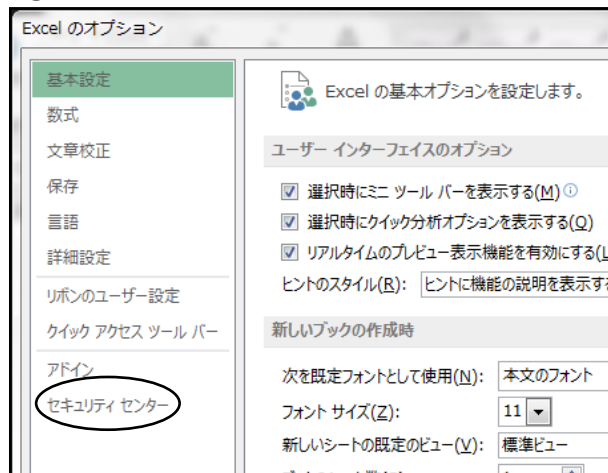 Excel のオプション
基本設定
数式
文章校正
保存
言語
詳細設定
リボンのユーザー設定
クイック アクセス ツール バー
アドイン
セキュリティ センター
Excel の基本オプションを設定します。
ユーザー インターフェイスのオプション
選択時にミニ ツール バーを表示する(M)
選択時にクイック分析オプションを表示する(Q)
リアルタイムのプレビュー表示機能を有効にする(L
ヒントのスタイル(R): ヒントに機能の説明を表示する
新しいブックの作成時
次を既定フォントとして使用(N): 本文のフォント
フォント サイズ(Z): 11
新しいシートの既定のビュー(V): 標準ビュー